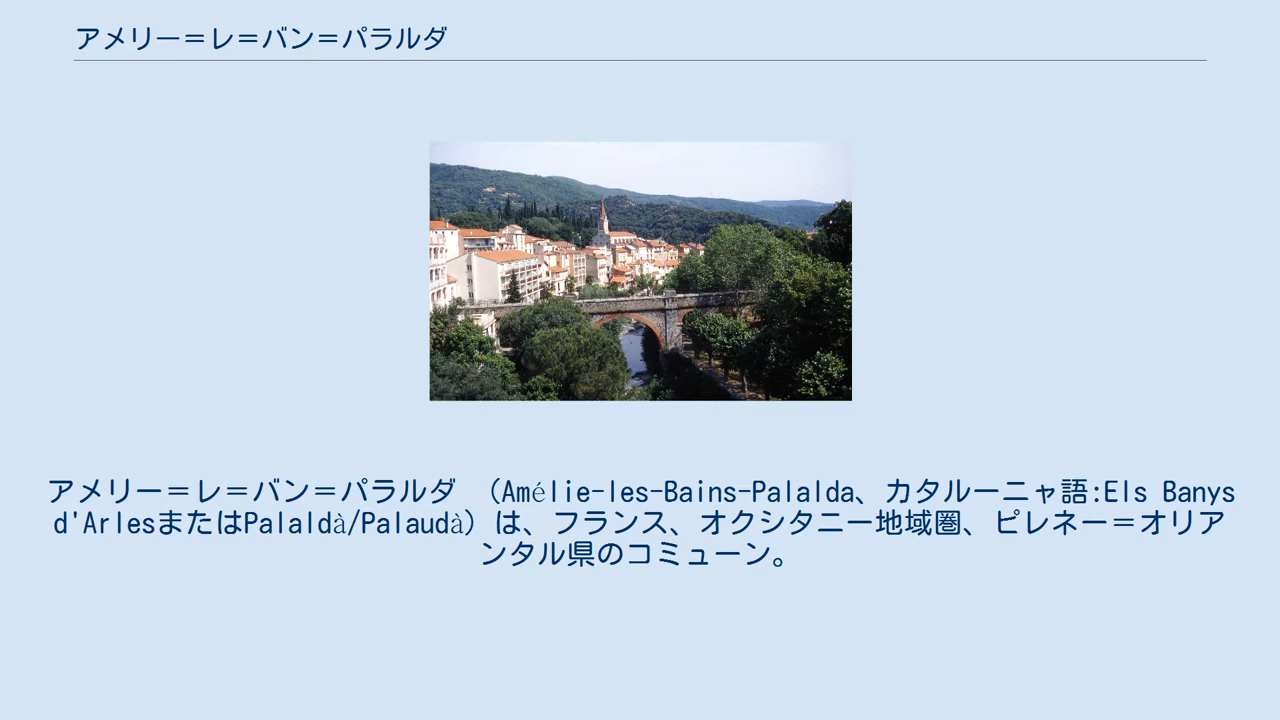 アメリー＝レ＝バン＝パラルダ
アメリー＝レ＝バン＝パラルダ （Amélie-les-Bains-Palalda、カタルーニャ語:Els Banys
d'ArlesまたはPalaldà/Palaudà）は、フランス、オクシタニー地域圏、ピレネー＝オリア
ンタル県のコミューン。